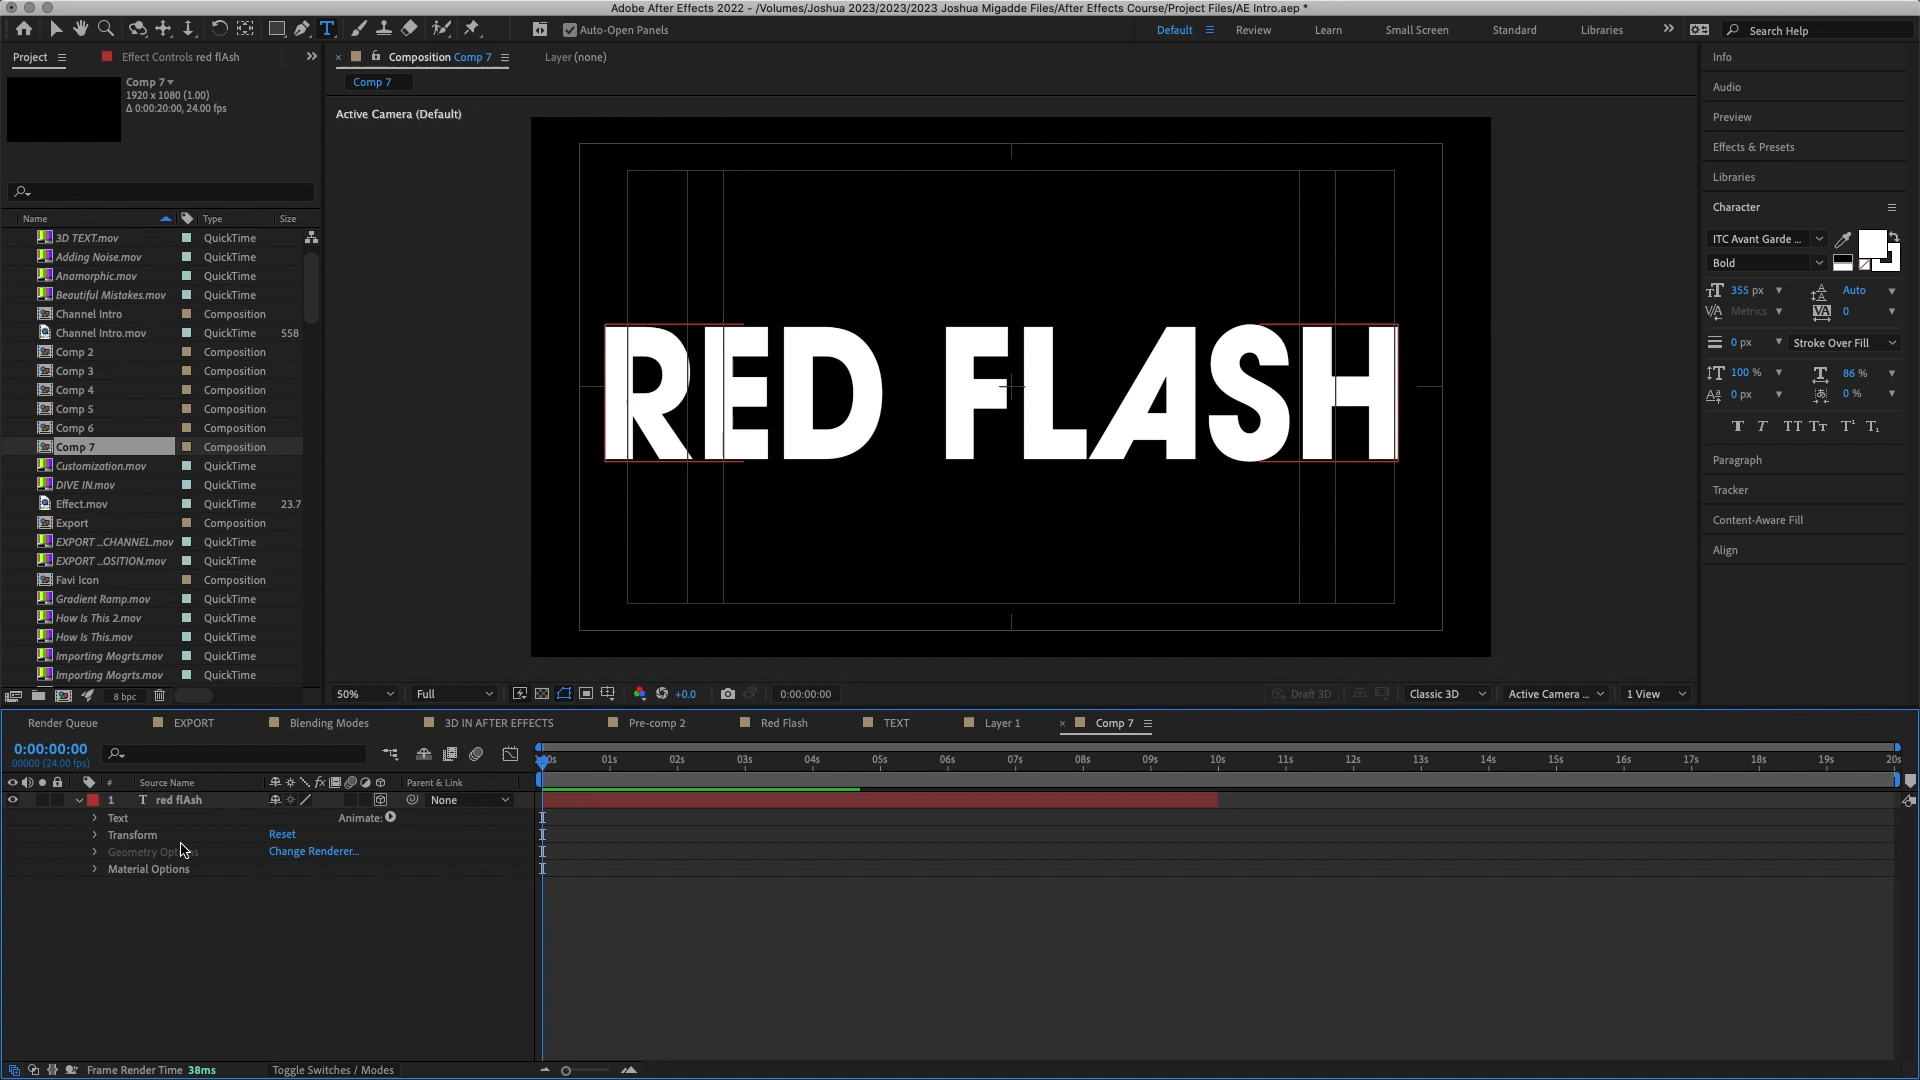 Adobe After Effects 2022 - /Volumes/Joshua 2023/2023/2023 Joshua Migadde Files/After Effects Course/Project Files/AE Intro.aep *
Auto-Open Panels
Default
Review
Learn
Small Screen
Standard
Libraries
Search Help
Project
Effect Controls red flAsh
Composition Comp 7
Layer (none)
Comp 7
1920 x 1080 (1.00)
Δ 0:00:20:00, 24.00 fps
Comp 7
Active Camera (Default)
Name Type Size
3D TEXT.mov QuickTime
Adding Noise.mov QuickTime
Anamorphic.mov QuickTime
Beautiful Mistakes.mov QuickTime
Channel Intro Composition
Channel Intro.mov QuickTime 558
Comp 2 Composition
Comp 3 Composition
Comp 4 Composition
Comp 5 Composition
Comp 6 Composition
Comp 7 Composition
Customization.mov QuickTime
DIVE IN.mov QuickTime
Effect.mov QuickTime 23.7
Export Composition
EXPORT ...CHANNEL.mov QuickTime
EXPORT ...OSITION.mov QuickTime
Favi Icon Composition
Gradient Ramp.mov QuickTime
How Is This 2.mov QuickTime
How Is This.mov QuickTime
Importing Mogrts.mov QuickTime
Importing Mogrts.mov QuickTime
8 bpc
RED FLASH
50%
Full
+0.0
0:00:00:00
Draft 3D
Classic 3D
Active Camera ...
1 View
Info
Audio
Preview
Effects & Presets
Libraries
Character
ITC Avant Garde ...
Bold
355 px
Auto
Metrics
0
0 px
Stroke Over Fill
100 %
86 %
0 px
0 %
T T TT Tт T¹ T₁
Paragraph
Tracker
Content-Aware Fill
Align
Render Queue
EXPORT
Blending Modes
3D IN AFTER EFFECTS
Pre-comp 2
Red Flash
TEXT
Layer 1
Comp 7
0:00:00:00
00000 (24.00 fps)
01s 02s 03s 04s 05s 06s 07s 08s 09s 10s 11s 12s 13s 14s 15s 16s 17s 18s 19s 20s
# Source Name fx Parent & Link
1 T red flAsh None
Text Animate:
Transform Reset
Change Renderer...
Material Options
Frame Render Time 38ms
Toggle Switches / Modes